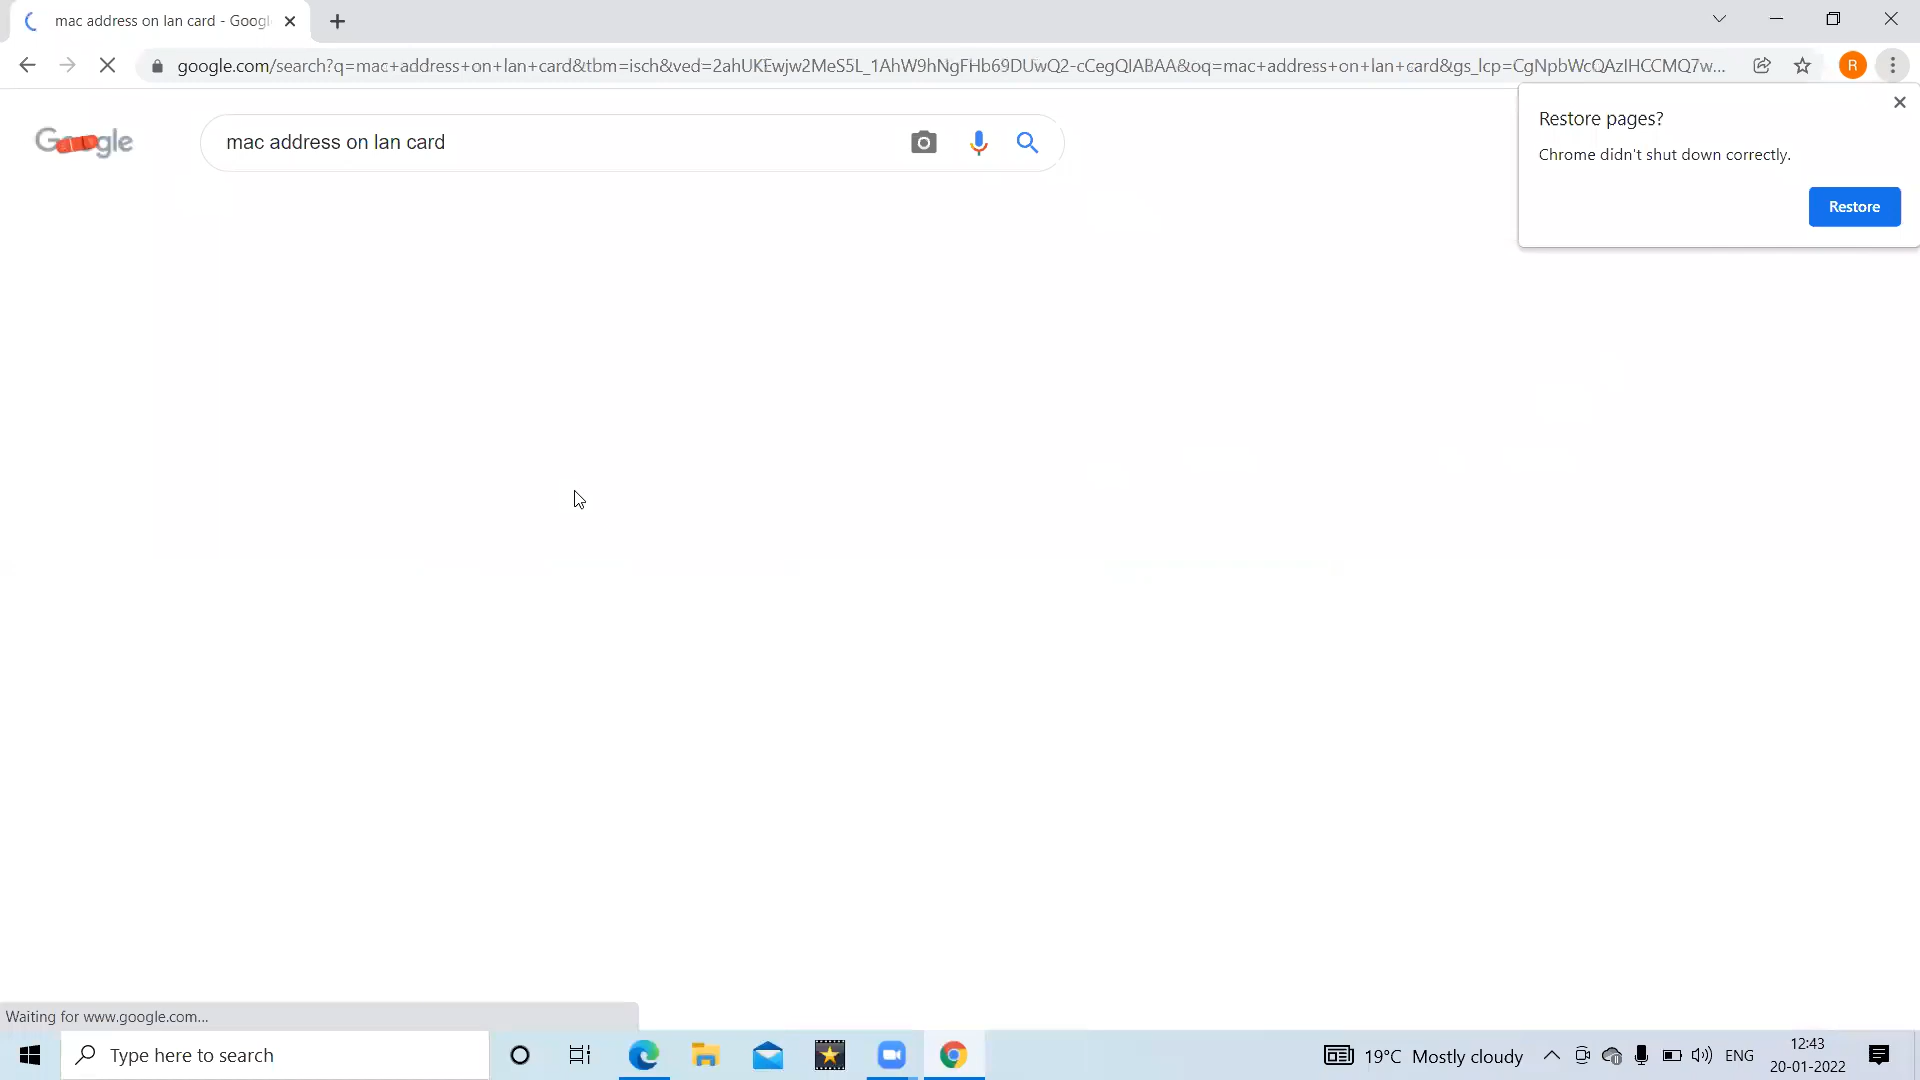 mac address on lan card - Googl
google.com/search?q=mac+address+on+lan+card&tbm=isch&ved=2ahUKEwjw2MeS5L_1AhW9hNgFHb69DUwQ2-cCegQIABAA&oq=mac+address+on+lan+card&gs_lcp=CgNpbWcQAzIHCCMQ7w...
R
Google
mac address on lan card
Restore pages?
Chrome didn't shut down correctly.
Restore
Waiting for www.google.com...
Type here to search
19°C Mostly cloudy
ENG
12:43
20-01-2022